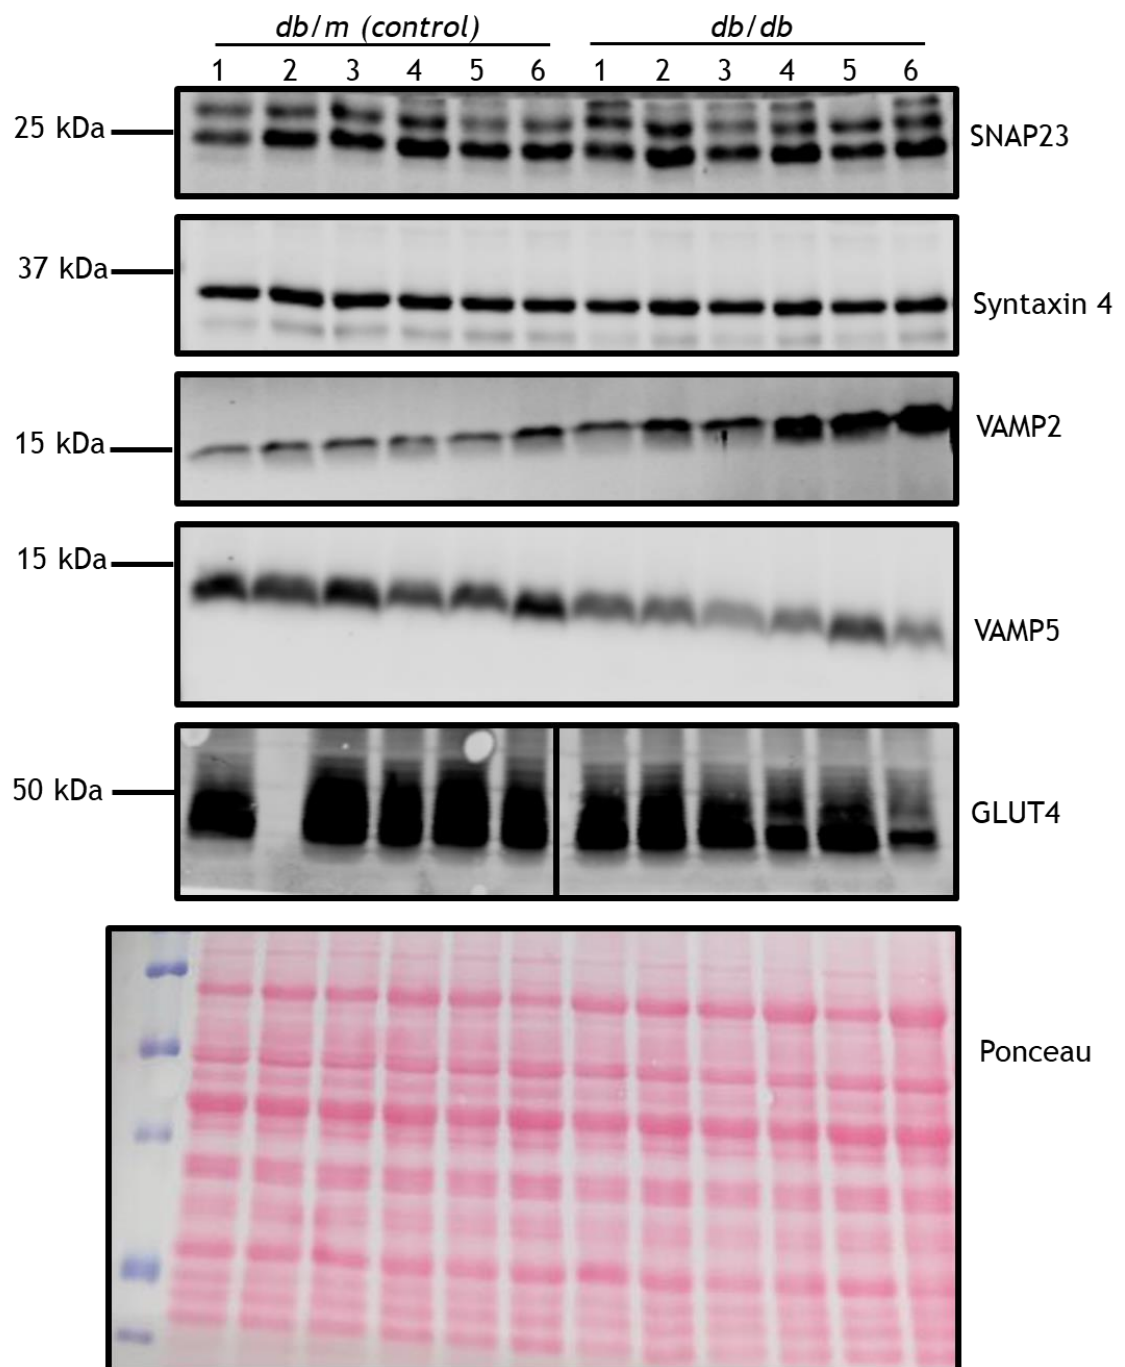 db/m (control) db/db
1 2 3 4 5 6 1 2 3 4 5 6
25 kDa SNAP23
37 kDa Syntaxin 4
15 kDa VAMP2
15 kDa VAMP5
50 kDa GLUT4
Ponceau